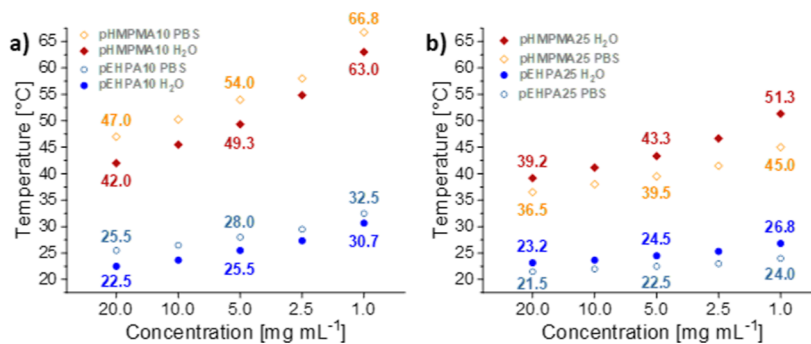 a)
pHMPMA10 PBS
pHMPMA10 H₂O
pEHPA10 PBS
pEHPA10 H₂O
66.8
63.0
54.0
49.3
47.0
42.0
32.5
30.7
28.0
25.5
25.5
22.5
65
60
55
50
45
40
35
30
25
20
Temperature [°C]
20.0 10.0 5.0 2.5 1.0
Concentration [mg mL⁻¹]
b)
pHMPMA25 H₂O
pHMPMA25 PBS
pEHPA25 H₂O
pEHPA25 PBS
51.3
45.0
43.3
39.5
39.2
36.5
26.8
24.0
24.5
22.5
23.2
21.5
65
60
55
50
45
40
35
30
25
20
Temperature [°C]
20.0 10.0 5.0 2.5 1.0
Concentration [mg mL⁻¹]